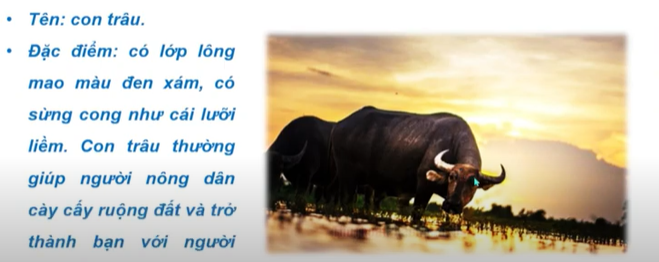 • Tên: con trâu.
• Đặc điểm: có lớp lông
mao màu đen xám, có
sừng cong như cái lưỡi
liềm. Con trâu thường
giúp người nông dân
cày cấy ruộng đất và trở
thành bạn với người